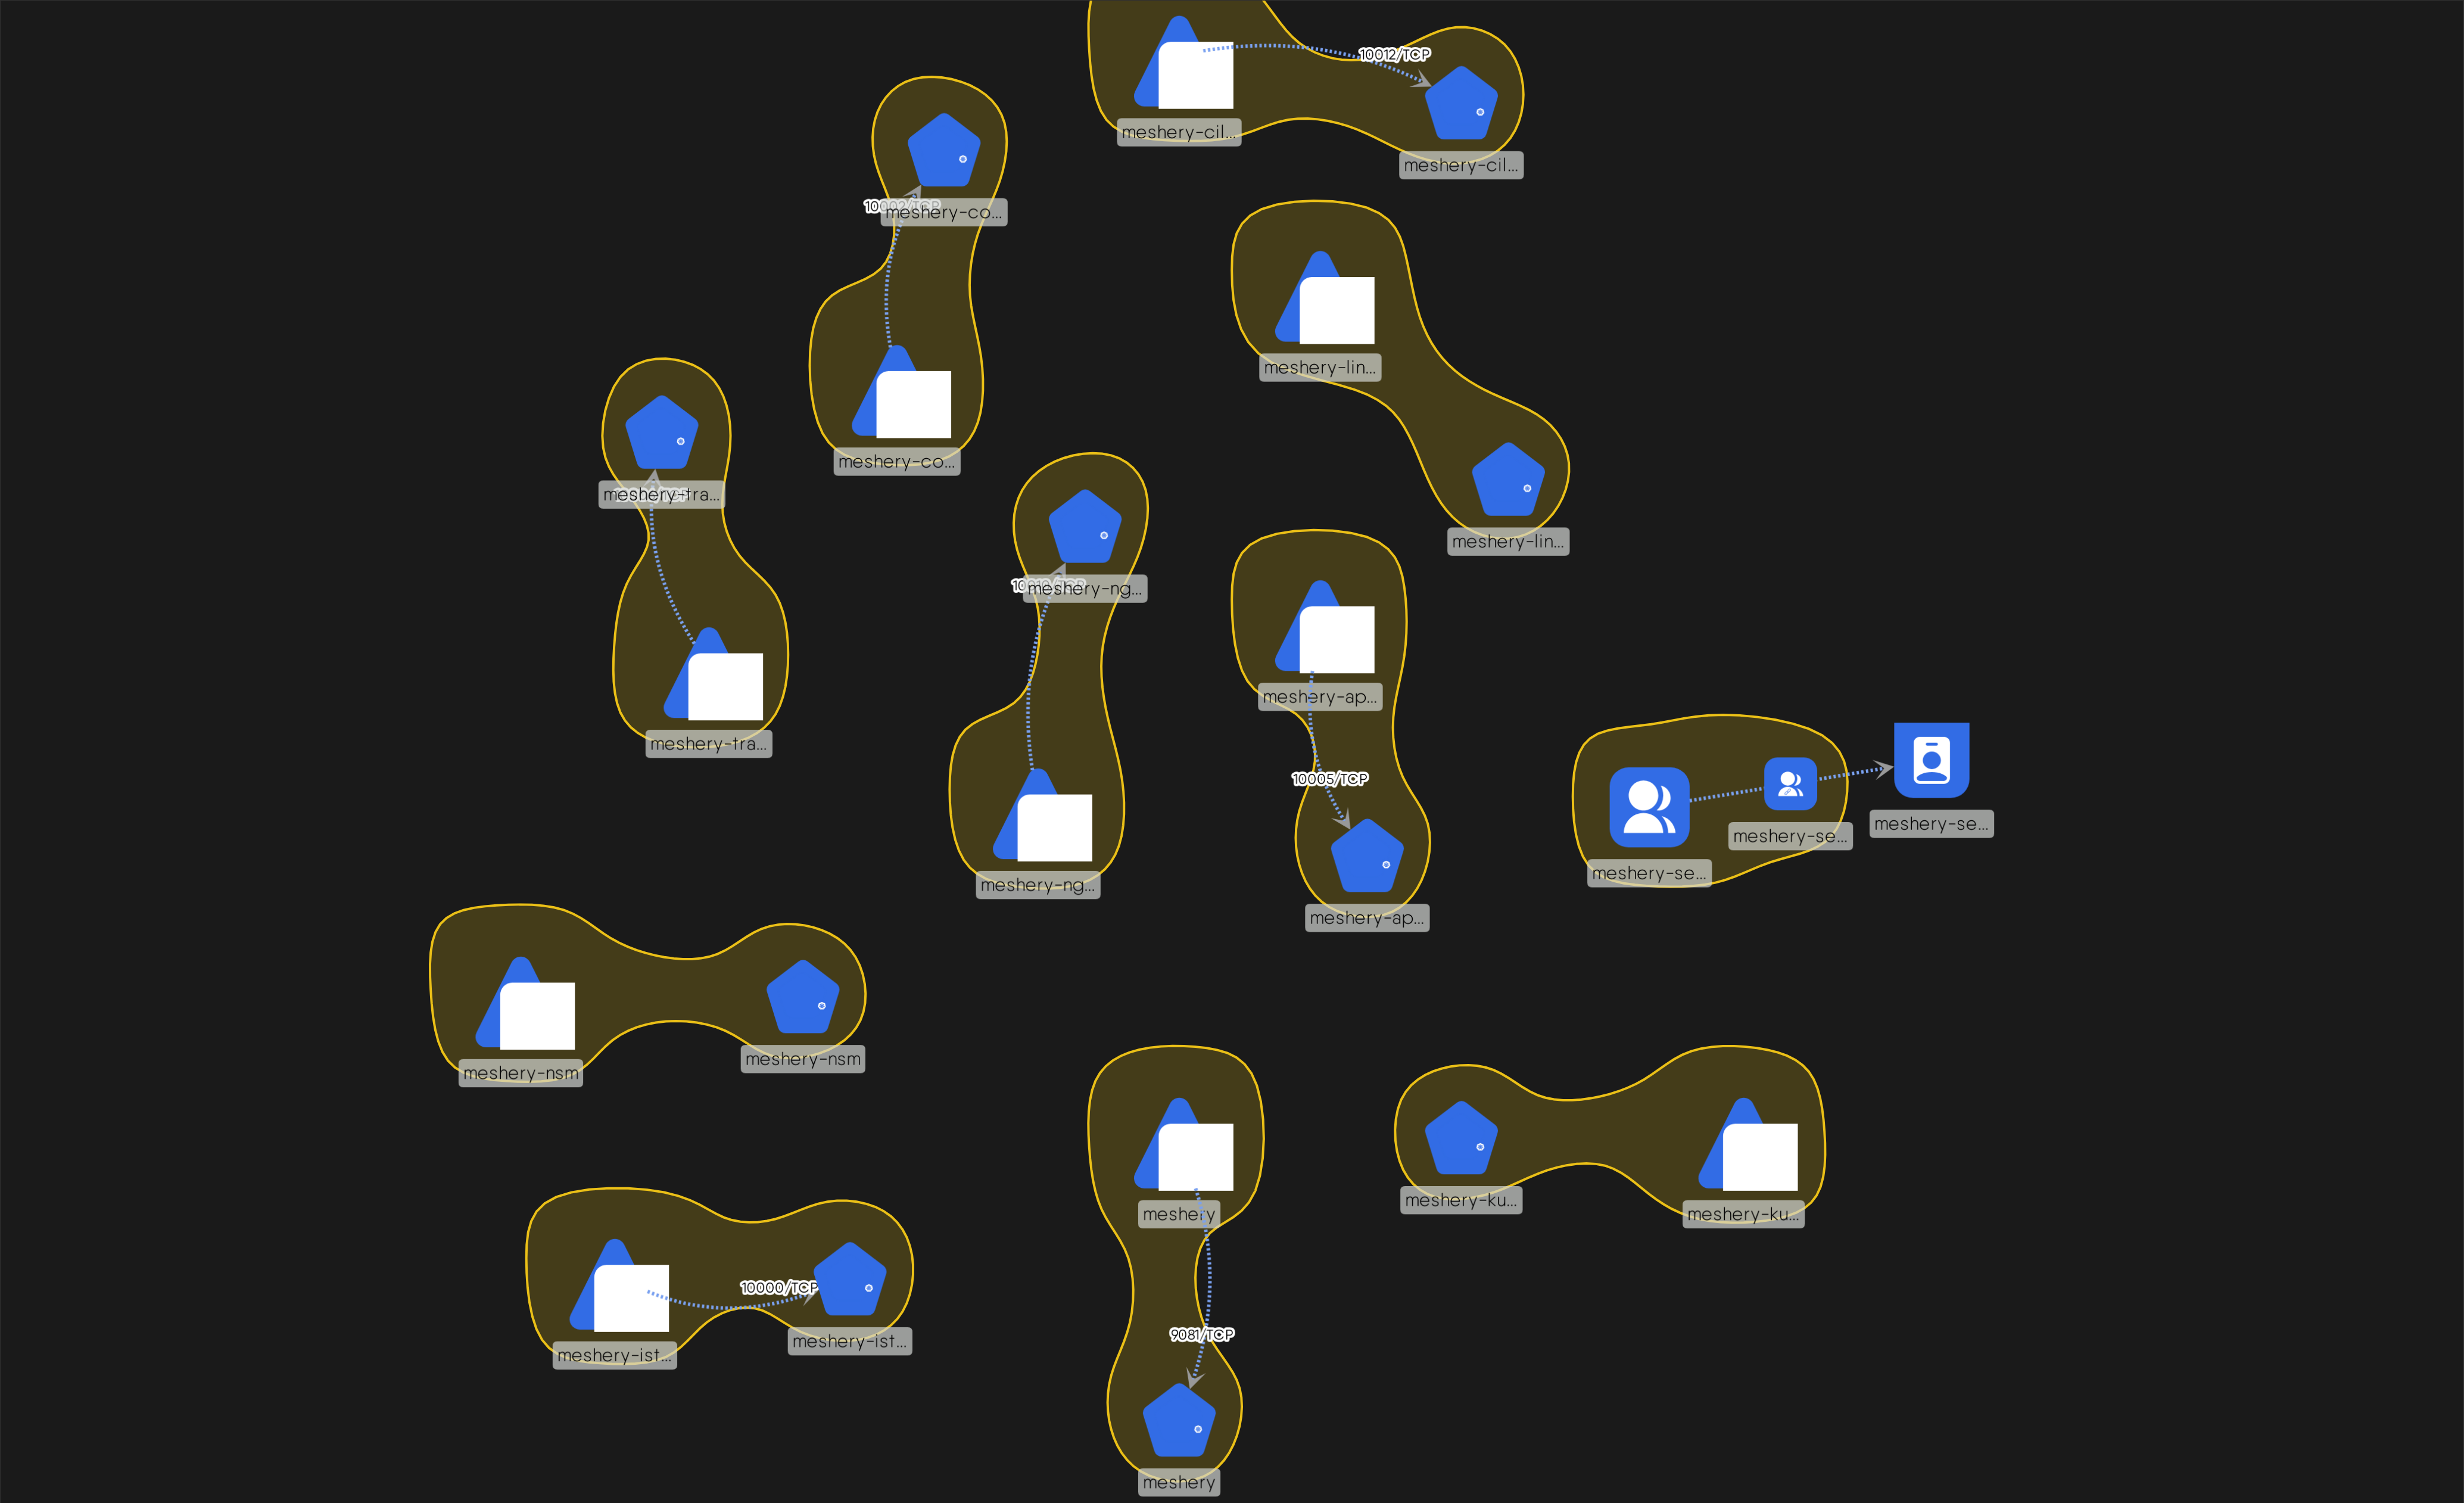 10012/TCP
meshery-cil...
meshery-cil...
meshery-co...
meshery-lin...
meshery-co...
meshery-tra...
meshery-lin...
meshery-ng...
meshery-ap...
meshery-tra...
10005/TCP
meshery-se...
meshery-se...
meshery-se...
meshery-ng...
meshery-ap...
meshery-nsm
meshery-nsm
meshery-ku...
meshery
meshery-ku...
10000/TCP
meshery-ist...
meshery-ist...
9081/TCP
meshery